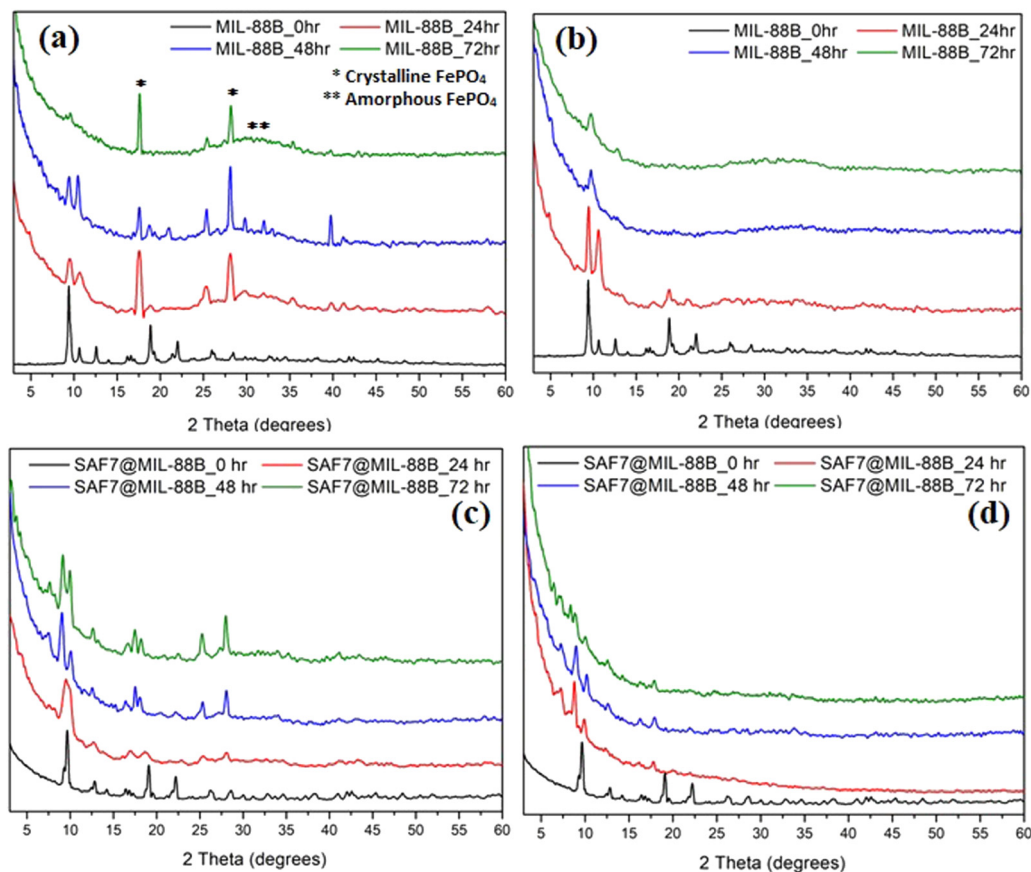 (a)
MIL-88B_0hr MIL-88B_24hr
MIL-88B_48hr MIL-88B_72hr
* Crystalline FePO4
** Amorphous FePO4
* * **
5 10 15 20 25 30 35 40 45 50 55 60
2 Theta (degrees)
(b)
MIL-88B_0hr MIL-88B_24hr
MIL-88B_48hr MIL-88B_72hr
5 10 15 20 25 30 35 40 45 50 55 60
2 Theta (degrees)
SAF7@MIL-88B_0 hr SAF7@MIL-88B_24 hr
SAF7@MIL-88B_48 hr SAF7@MIL-88B_72 hr
(c)
5 10 15 20 25 30 35 40 45 50 55 60
2 Theta (degrees)
SAF7@MIL-88B_0 hr SAF7@MIL-88B_24 hr
SAF7@MIL-88B_48 hr SAF7@MIL-88B_72 hr
(d)
5 10 15 20 25 30 35 40 45 50 55 60
2 Theta (degrees)